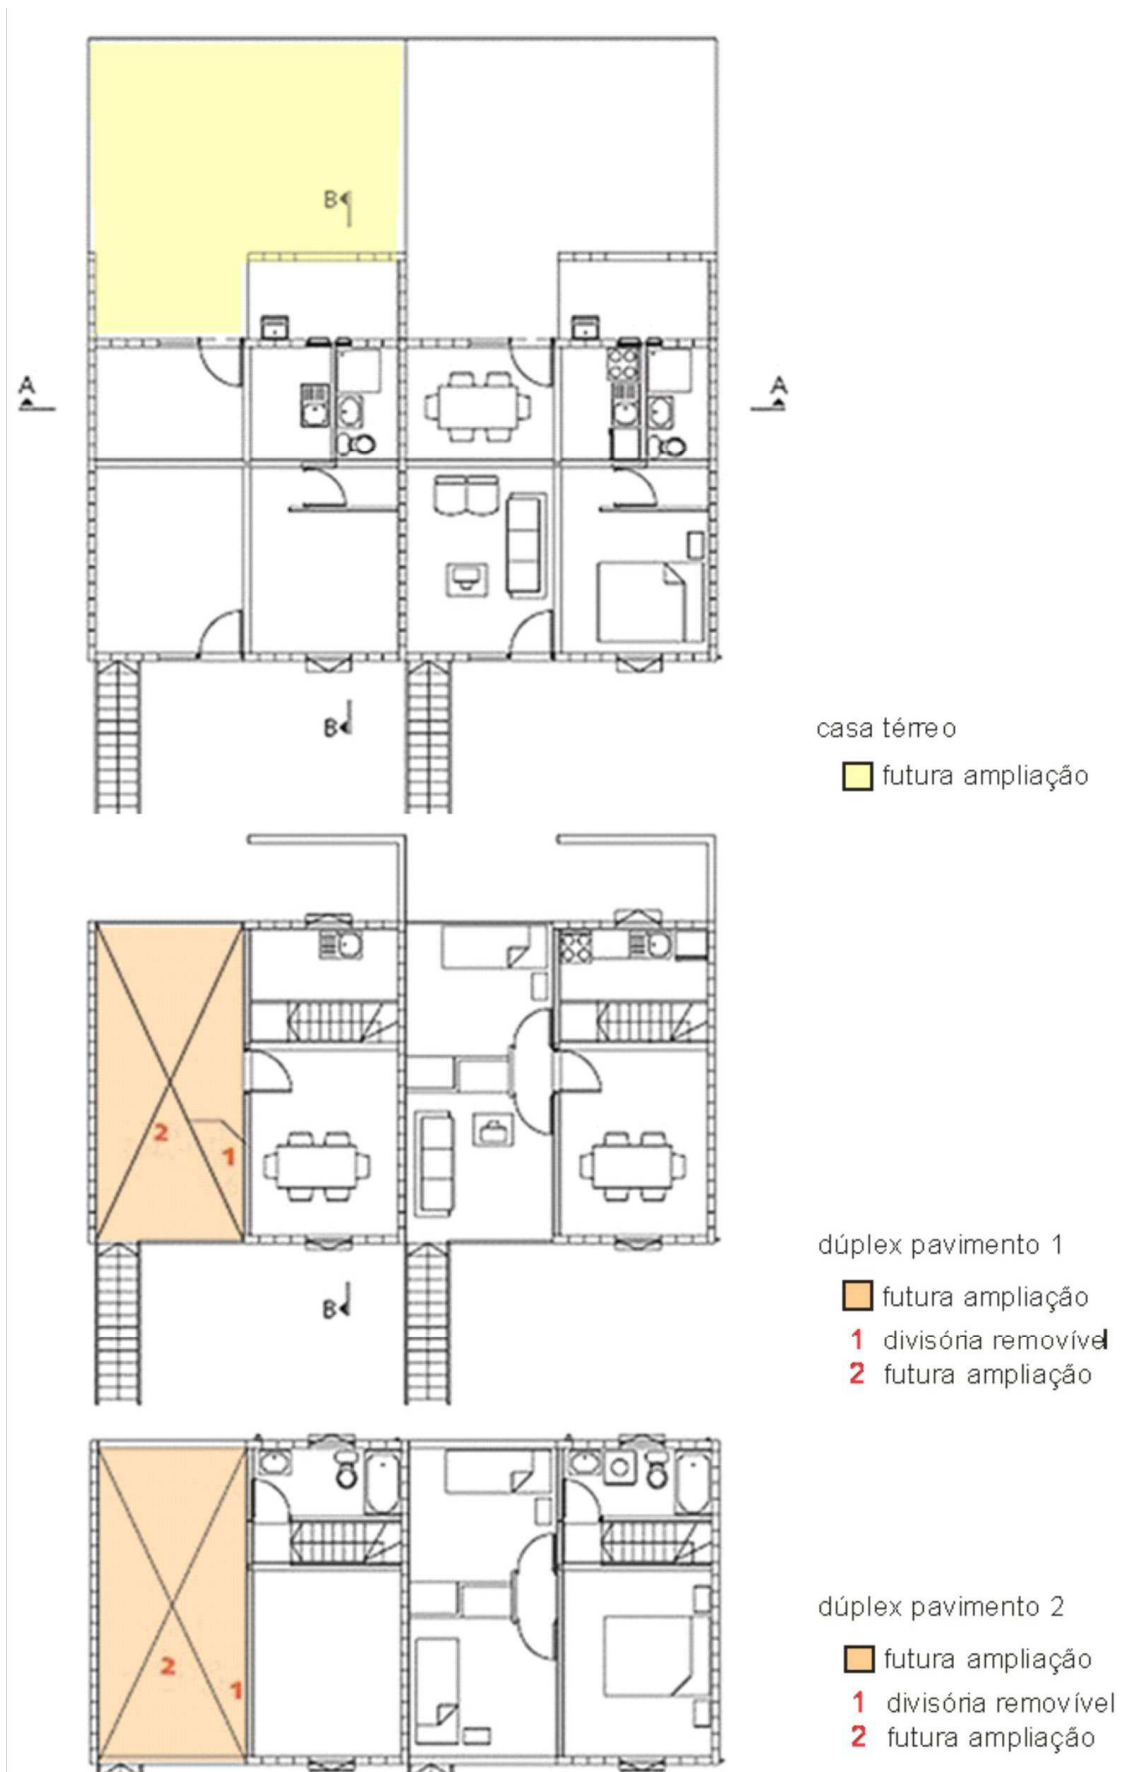 B
A
A
B
casa térreo
futura ampliação
2
1
dúplex pavimento 1
futura ampliação
B
1 divisória removível
2 futura ampliação
dúplex pavimento 2
futura ampliação
2
1
1 divisória removível
2 futura ampliação